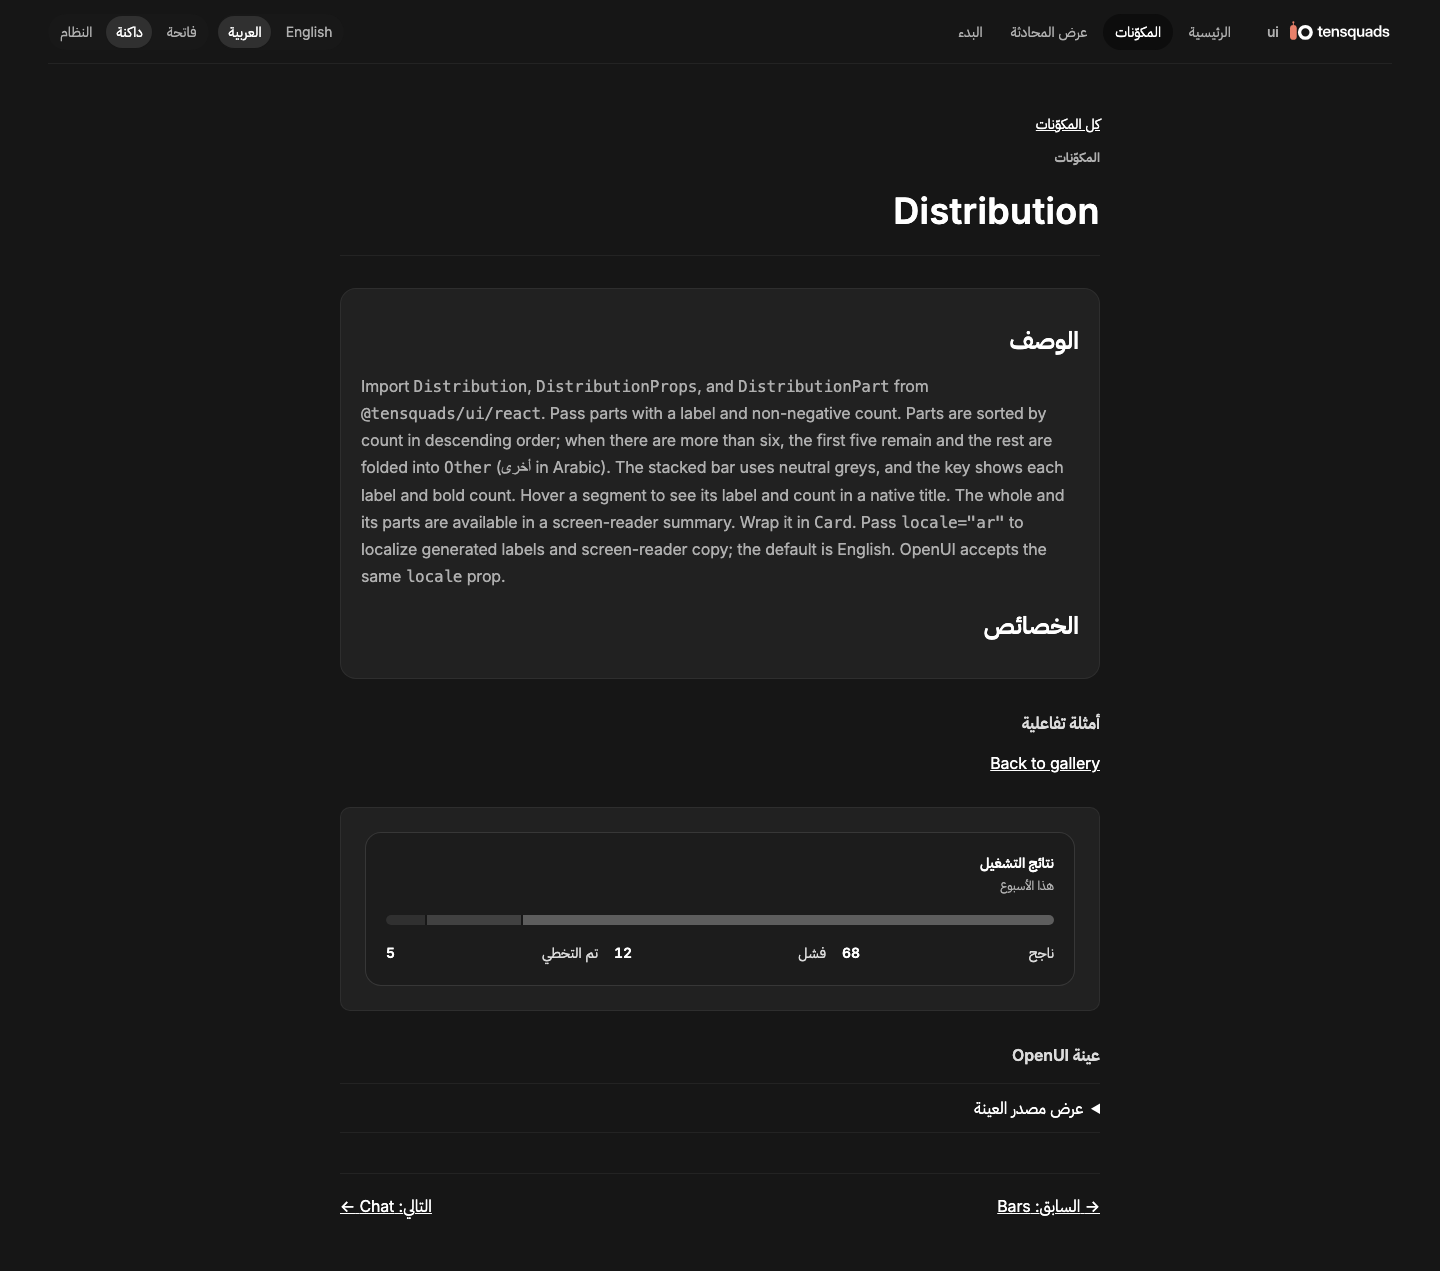 tensquads ui
الرئيسية
المكوّنات
عرض المحادثة
البدء
English
العربية
فاتحة
داكنة
النظام
كل المكوّنات
المكوّنات
Distribution
الوصف
Import Distribution, DistributionProps, and DistributionPart from
@tensquads/ui/react. Pass parts with a label and non-negative count. Parts are sorted by
count in descending order; when there are more than six, the first five remain and the rest are
folded into Other (أخرى in Arabic). The stacked bar uses neutral greys, and the key shows each
label and bold count. Hover a segment to see its label and count in a native title. The whole and
its parts are available in a screen-reader summary. Wrap it in Card. Pass locale="ar" to
localize generated labels and screen-reader copy; the default is English. OpenUI accepts the
same locale prop.
الخصائص
أمثلة تفاعلية
Back to gallery
نتائج التشغيل
هذا الأسبوع
ناجح 68
فشل 12
تم التخطي 5
عينة OpenUI
عرض مصدر العينة
→ السابق: Bars
التالي: Chat ←